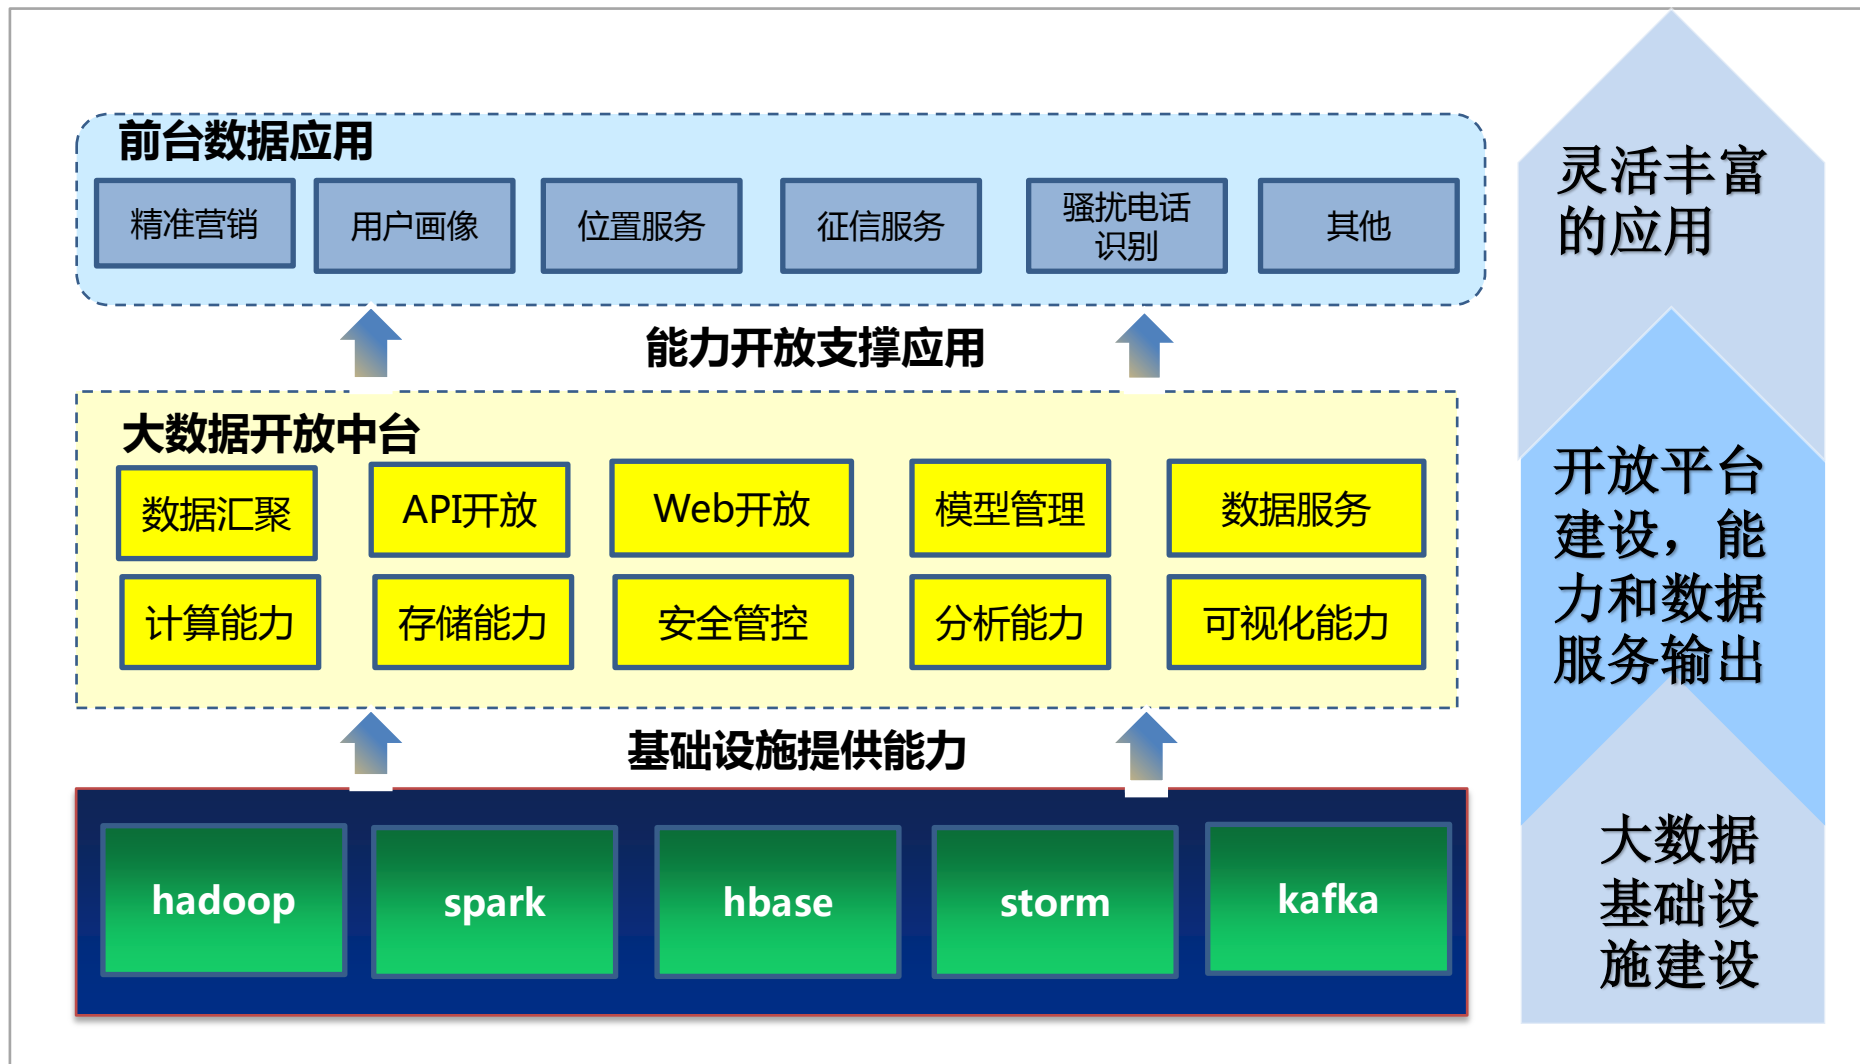 前台数据应用
精准营销
用户画像
位置服务
征信服务
骚扰电话
识别
其他
能力开放支撑应用
大数据开放中台
数据汇聚
API开放
Web开放
模型管理
数据服务
计算能力
存储能力
安全管控
分析能力
可视化能力
基础设施提供能力
hadoop
spark
hbase
storm
kafka
灵活丰富
的应用
开放平台
建设，能
力和数据
服务输出
大数据
基础设
施建设